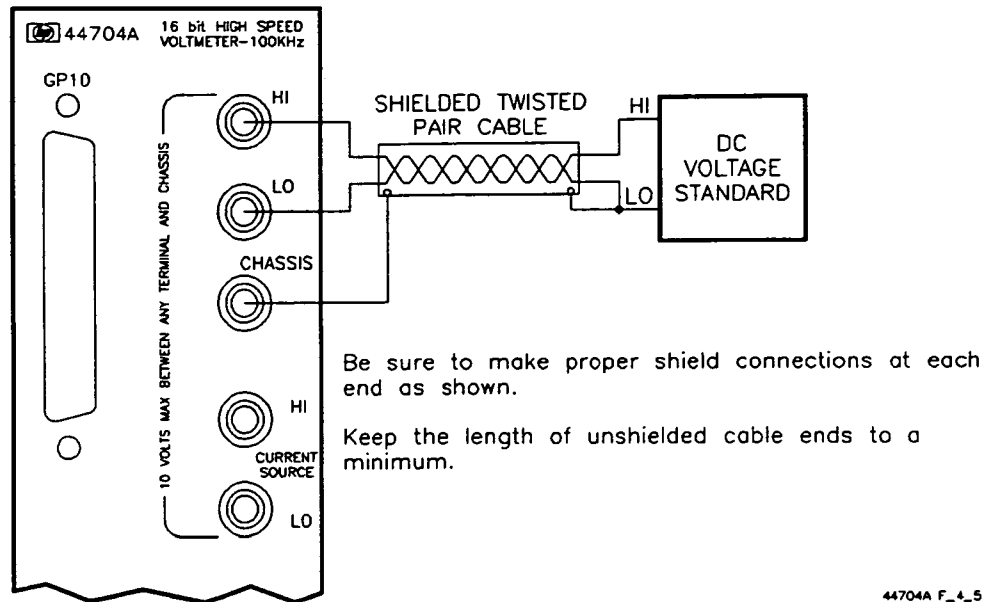 hp 44704A
16 bit HIGH SPEED
VOLTMETER-100KHz
GP10
10 VOLTS MAX BETWEEN ANY TERMINAL AND CHASSIS
HI
LO
CHASSIS
HI
CURRENT
SOURCE
LO
SHIELDED TWISTED
PAIR CABLE
HI
LO
DC
VOLTAGE
STANDARD
Be sure to make proper shield connections at each
end as shown.
Keep the length of unshielded cable ends to a
minimum.
44704A F_4_5